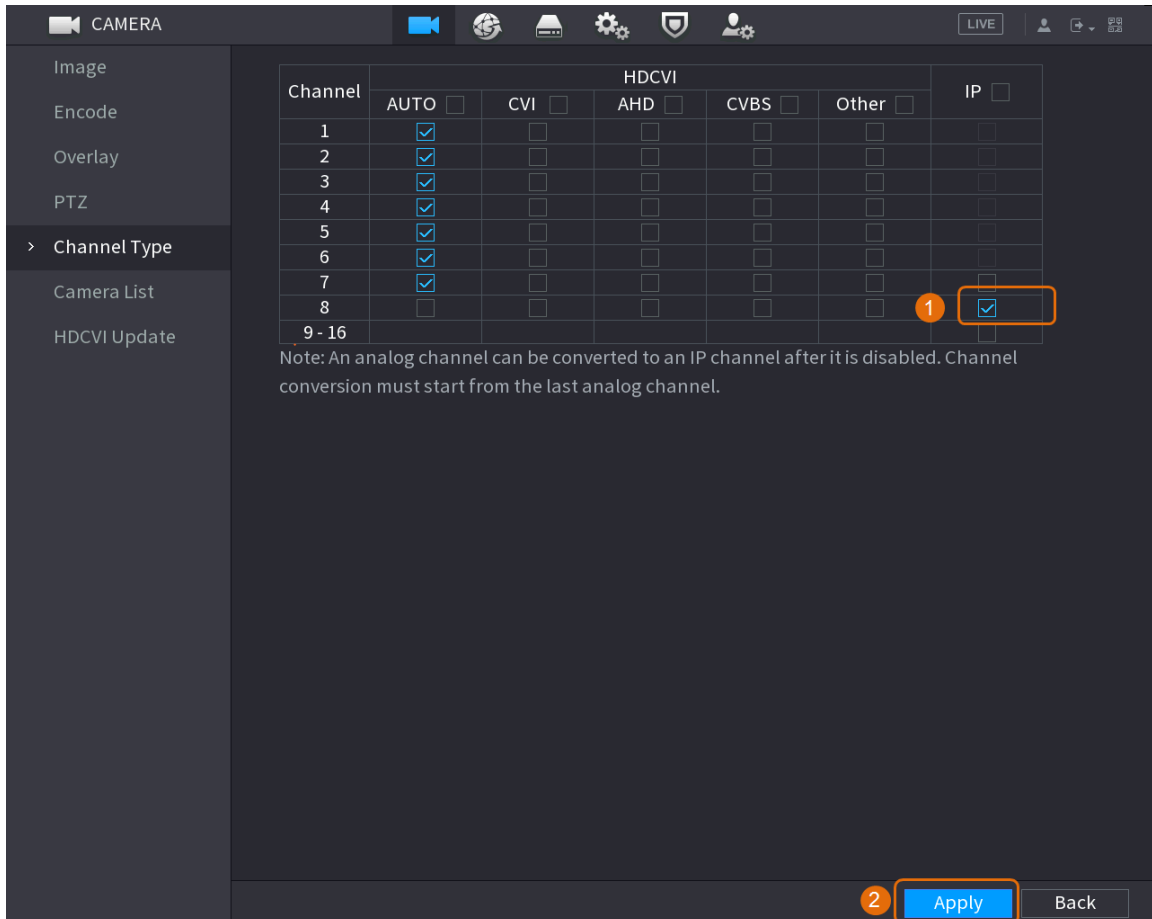 CAMERA
LIVE
Image
Encode
Overlay
PTZ
> Channel Type
Camera List
HDCVI Update
Channel HDCVI IP
AUTO CVI AHD CVBS Other
1
2
3
4
5
6
7
8 1
9 - 16
Note: An analog channel can be converted to an IP channel after it is disabled. Channel
conversion must start from the last analog channel.
2 Apply Back